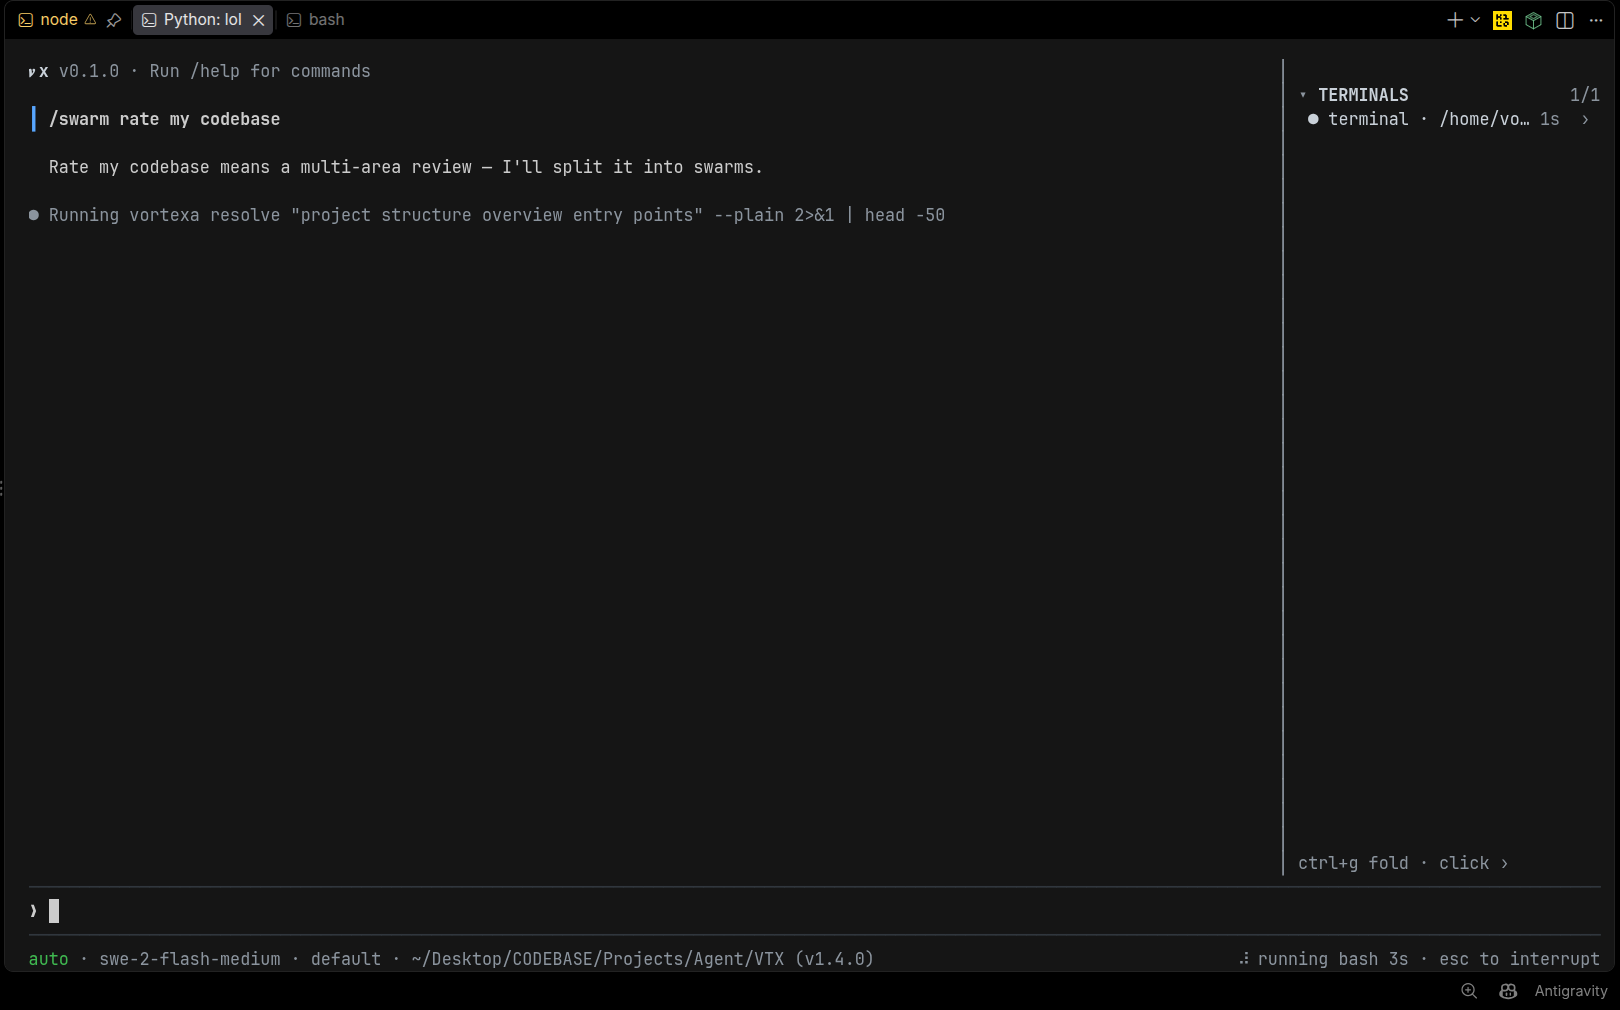 node
Python: lol
bash
vX v0.1.0 · Run /help for commands
/swarm rate my codebase
Rate my codebase means a multi-area review — I'll split it into swarms.
● Running vortexa resolve "project structure overview entry points" --plain 2>&1 | head -50
▾ TERMINALS 1/1
● terminal · /home/vo… 1s ›
ctrl+g fold · click ›
❯
auto · swe-2-flash-medium · default · ~/Desktop/CODEBASE/Projects/Agent/VTX (v1.4.0)
running bash 3s · esc to interrupt
Antigravity